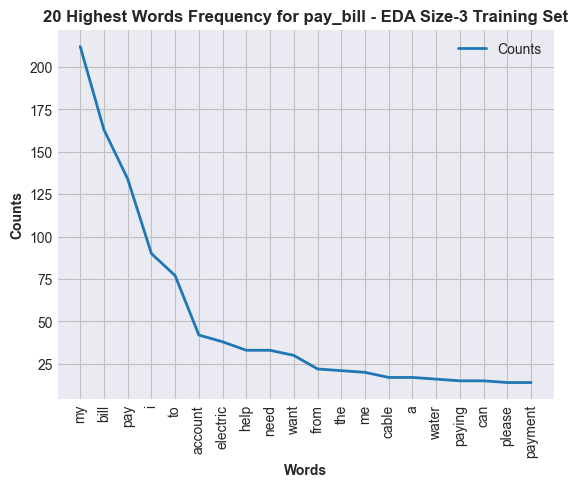 20 Highest Words Frequency for pay_bill - EDA Size-3 Training Set
Counts
200
175
150
125
100
75
50
25
Counts
my
bill
pay
i
to
account
electric
help
need
want
from
the
me
cable
a
water
paying
can
please
payment
Words